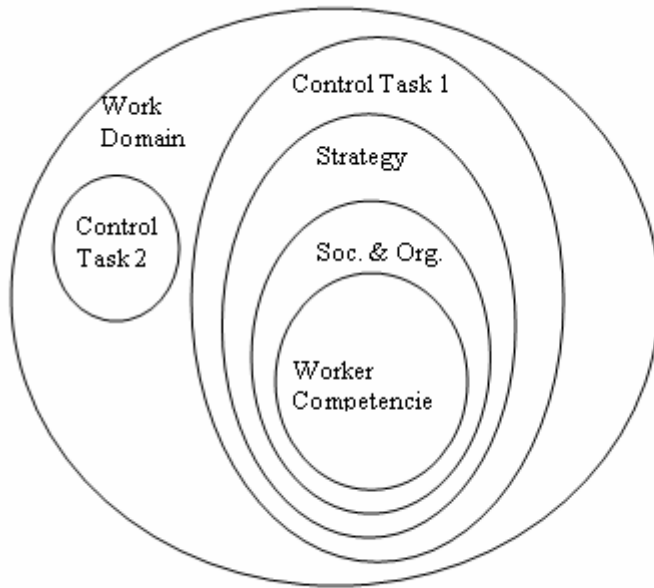 Control Task 1
Work
Domain
Strategy
Control
Task 2
Soc. & Org.
Worker
Competencie